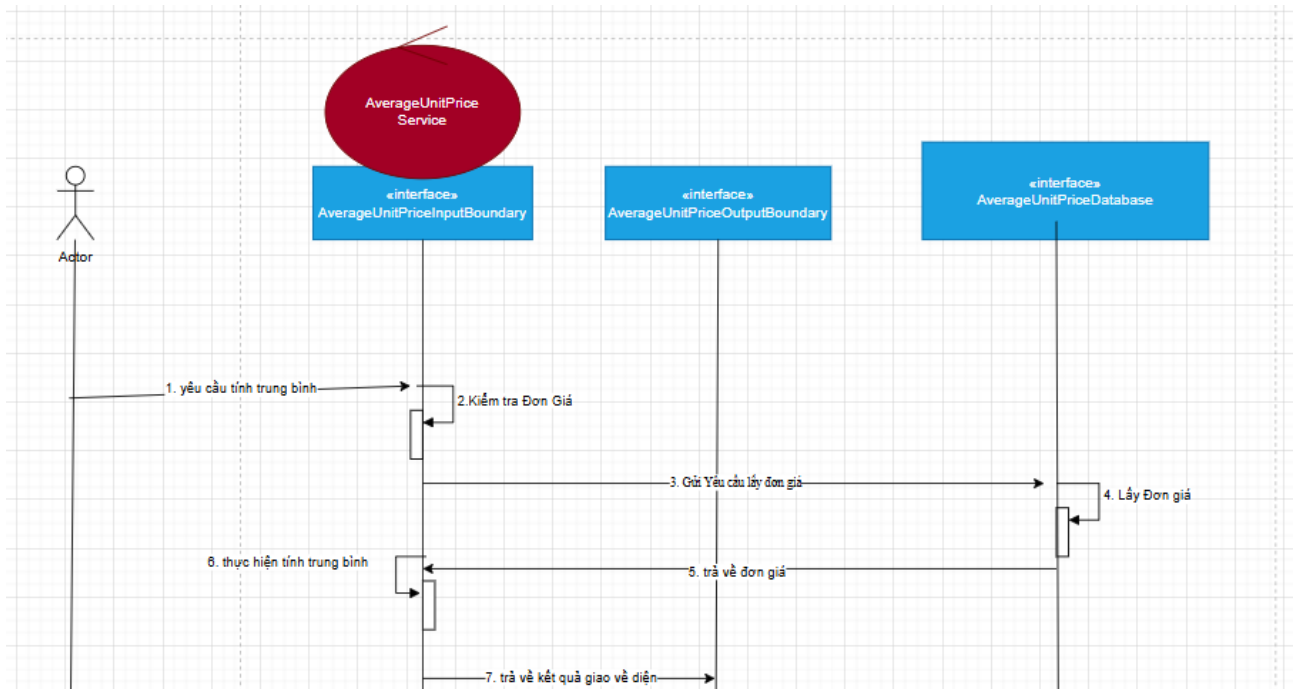 AverageUnitPrice
Service
«interface»
AverageUnitPriceInputBoundary
«interface»
AverageUnitPriceOutputBoundary
«interface»
AverageUnitPriceDatabase
Actor
1. yêu cầu tính trung bình
2.Kiểm tra Đơn Giá
3. Gửi Yêu cầu lấy đơn giá
4. Lấy Đơn giá
5. trả về đơn giá
6. thực hiện tính trung bình
7. trả về kết quả giao về diện